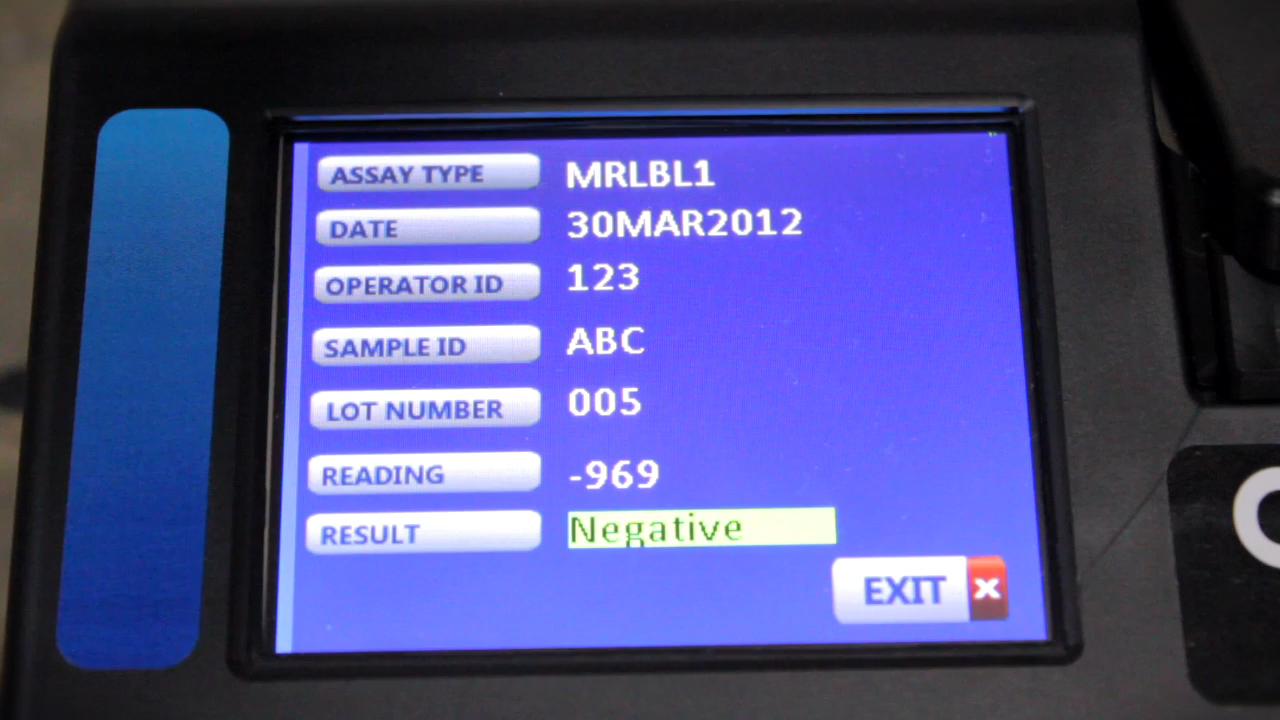 ASSAY TYPE MRLBL1
DATE 30MAR2012
OPERATOR ID 123
SAMPLE ID ABC
LOT NUMBER 005
READING -969
RESULT Negative
EXIT X